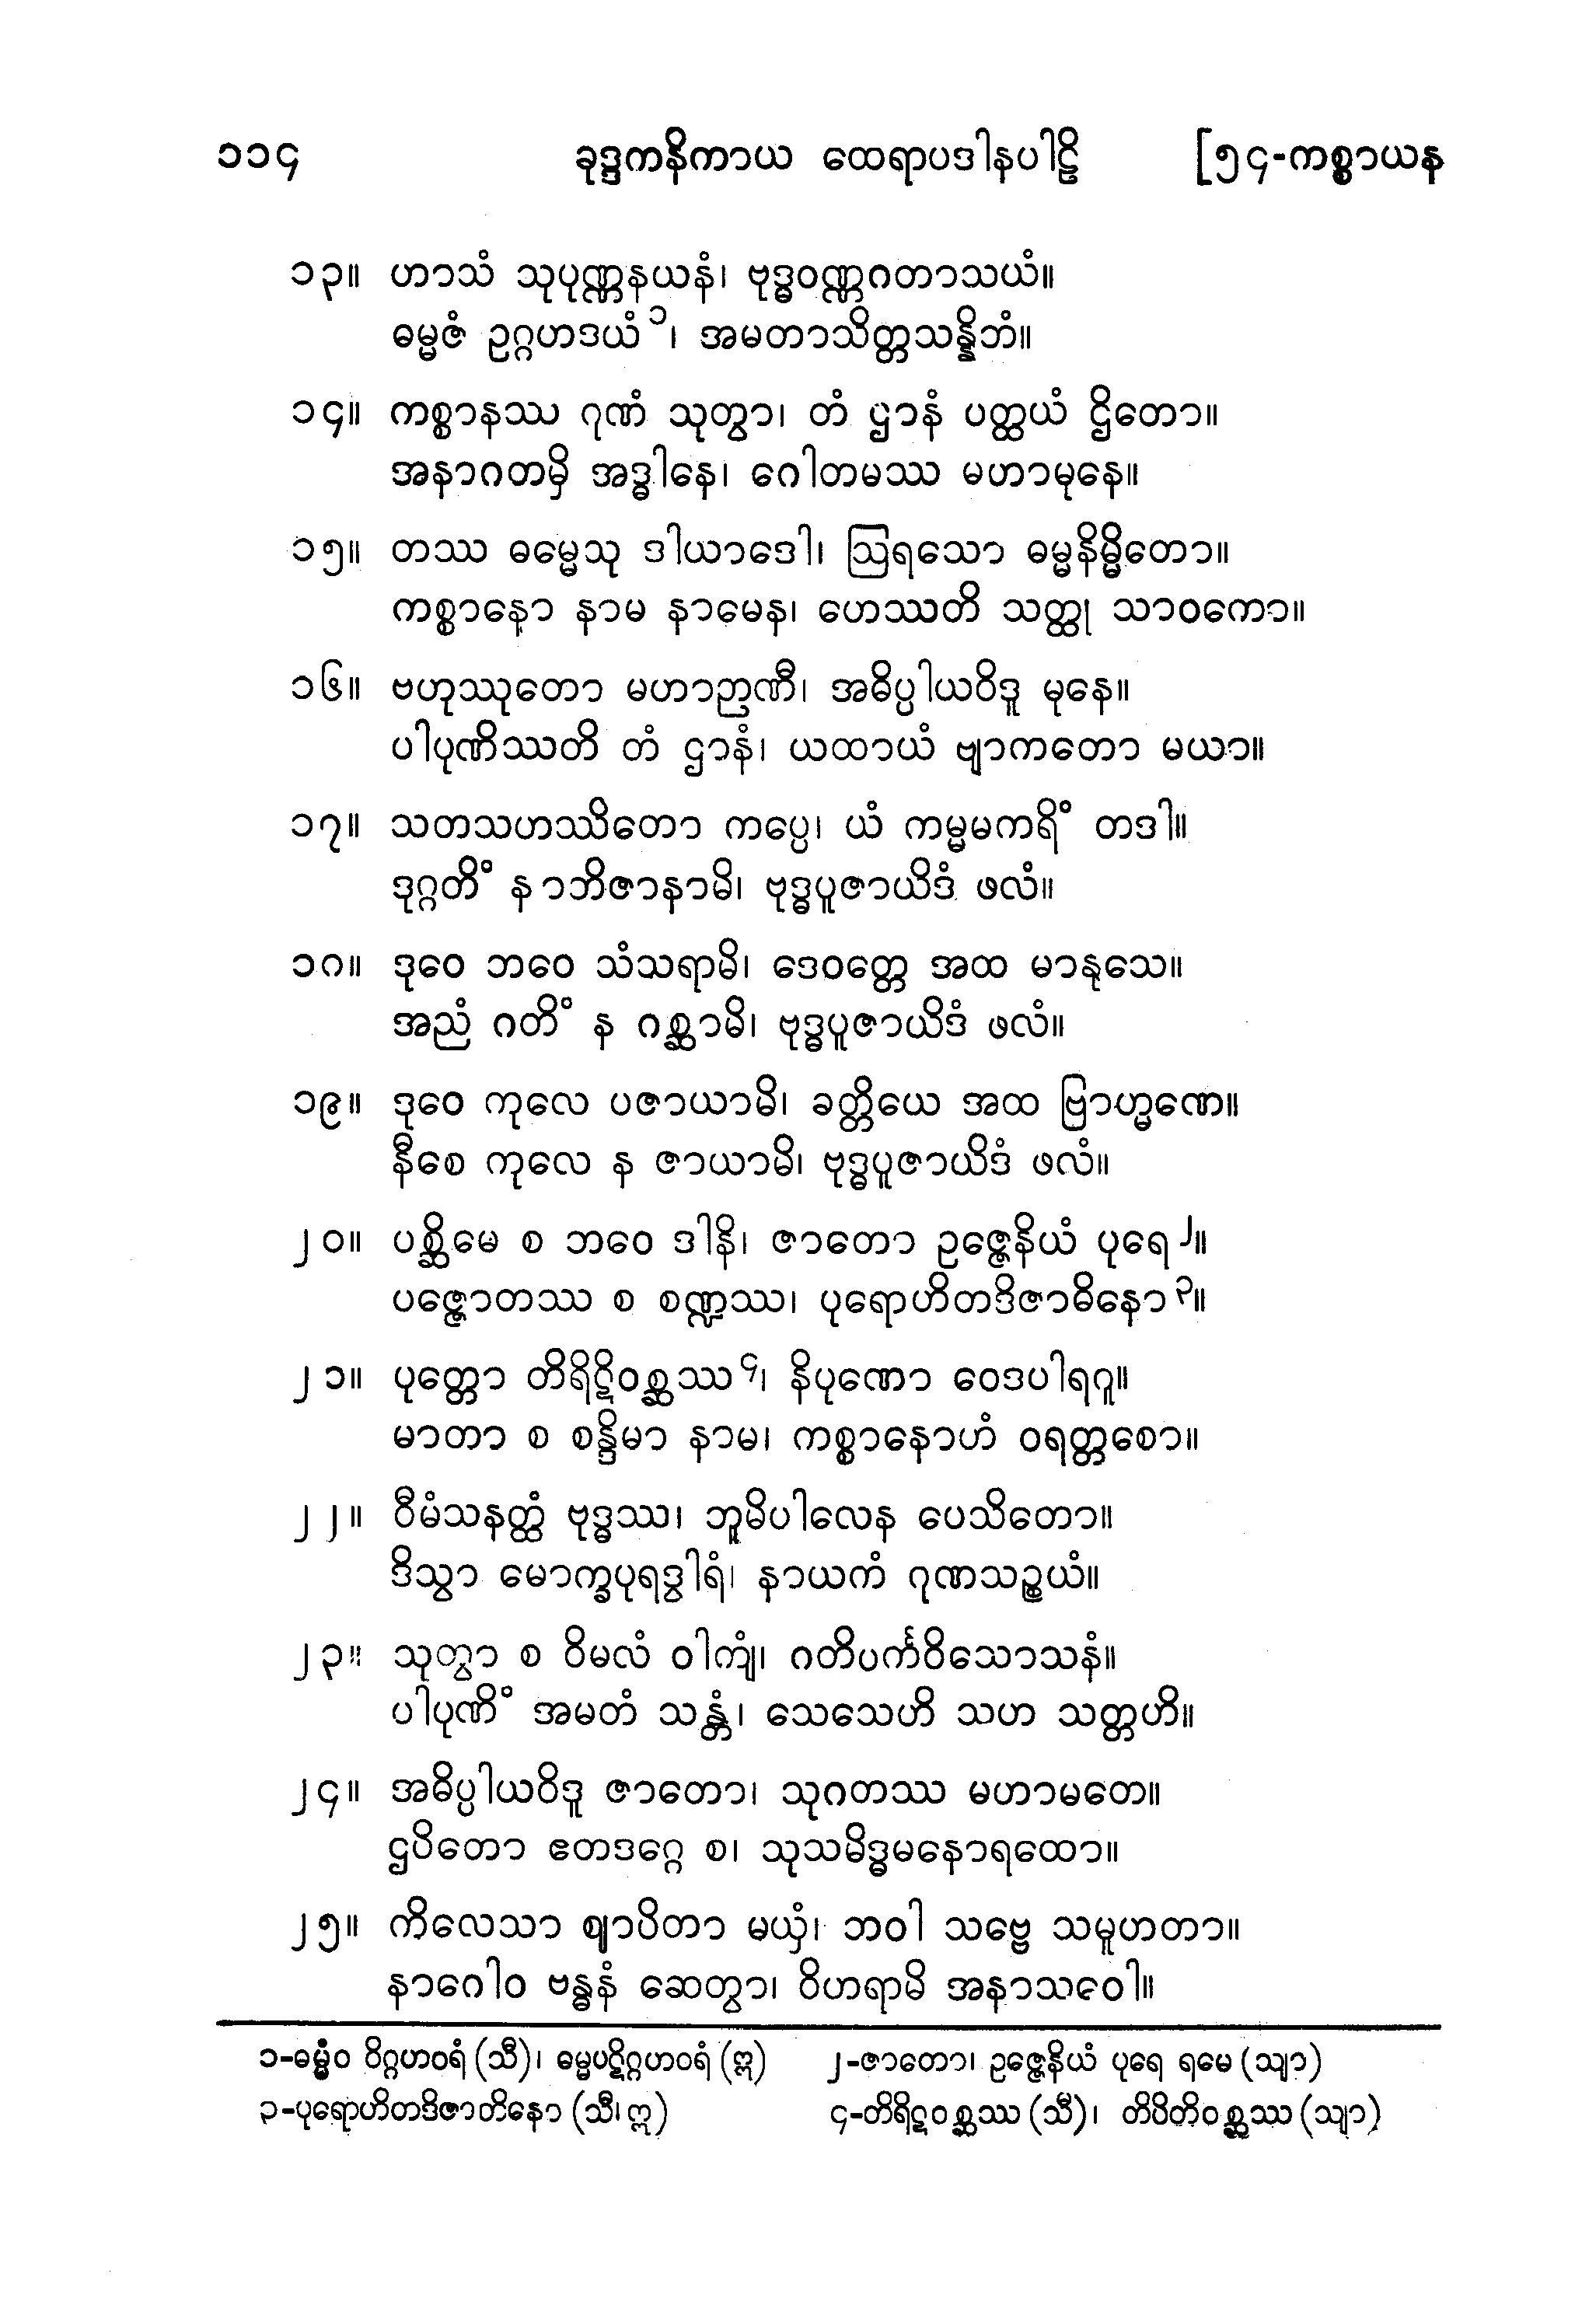 ၁၁၄ ခုဒ္ဒကနိကာယ ထေရာပဒါနပါဠိ [၅၄-ကစ္စာယန
၁၃။ ဟာသံ သုပုဏ္ဏနယနံ၊ ဗုဒ္ဓဝဏ္ဏဂတာသယံ။
ဓမ္မဇံ ဥဂ္ဂဟဒယံ ၁၊ အမတာသိတ္တသန္နိဘံ။
၁၄။ ကစ္စာနဿ ဂုဏံ သုတွာ၊ တံ ဌာနံ ပတ္ထယံ ဌိတော။
အနာဂတမှိ အဒ္ဓါနေ၊ ဂေါတမဿ မဟာမုနေ။
၁၅။ တဿ ဓမ္မေသု ဒါယာဒေါ၊ ဩရသော ဓမ္မနိမ္မိတော။
ကစ္စာနော နာမ နာမေန၊ ဟေဿတိ သတ္ထု သာဝကော။
၁၆။ ဗဟုဿုတော မဟာဉာဏီ၊ အဓိပ္ပါယဝိဒူ မုနေ။
ပါပုဏိဿတိ တံ ဌာနံ၊ ယထာယံ ဗျာကတော မယာ။
၁၇။ သတသဟဿိတော ကပ္ပေ၊ ယံ ကမ္မမကရိံ တဒါ။
ဒုဂ္ဂတိံ နာဘိဇာနာမိ၊ ဗုဒ္ဓပူဇာယိဒံ ဖလံ။
၁၈။ ဒုဝေ ဘဝေ သံသရာမိ၊ ဒေဝတ္တေ အထ မာနုသေ။
အညံ ဂတိံ န ဂစ္ဆာမိ၊ ဗုဒ္ဓပူဇာယိဒံ ဖလံ။
၁၉။ ဒုဝေ ကုလေ ပဇာယာမိ၊ ခတ္တိယေ အထ ဗြာဟ္မဏေ။
နီစေ ကုလေ န ဇာယာမိ၊ ဗုဒ္ဓပူဇာယိဒံ ဖလံ။
၂၀။ ပစ္ဆိမေ စ ဘဝေ ဒါနိ၊ ဇာတော ဥဇ္ဇေနိယံ ပုရေ ၂။
ပဇ္ဇောတဿ စ စဏ္ဍဿ၊ ပုရောဟိတဒိဇာဓိနော ၃။
၂၁။ ပုတ္တော တိရိဋိဝစ္ဆဿ ၄၊ နိပုဏော ဝေဒပါရဂူ။
မာတာ စ စန္ဒိမာ နာမ၊ ကစ္စာနောဟံ ဝရတ္တစော။
၂၂။ ဝီမံသနတ္ထံ ဗုဒ္ဓဿ၊ ဘူမိပါလေန ပေသိတော။
ဒိသွာ မောက္ခပုရဒွါရံ၊ နာယကံ ဂုဏသဉ္စယံ။
၂၃။ သုတွာ စ ဝိမလံ ဝါကျံ၊ ဂတိပင်္ကဝိသောသနံ။
ပါပုဏိံ အမတံ သန္တံ၊ သေသေဟိ သဟ သတ္တဟိ။
၂၄။ အဓိပ္ပါယဝိဒူ ဇာတော၊ သုဂတဿ မဟာမတေ။
ဌပိတော ဧတဒဂ္ဂေ စ၊ သုသမိဒ္ဓမနောရထော။
၂၅။ ကိလေသာ ဈာပိတာ မယှံ၊ ဘဝါ သဗ္ဗေ သမူဟတာ။
နာဂေါဝ ဗန္ဓနံ ဆေတွာ၊ ဝိဟရာမိ အနာသဝေါ။
၁-ဓမ္မံဝ ဝိဂ္ဂဟဝရံ (သီ)၊ ဓမ္မပဋိဂ္ဂဟဝရံ (ဣ) ၂-ဇာတော၊ ဥဇ္ဇေနိယံ ပုရေ ရမေ (သျာ)
၃-ပုရောဟိတဒိဇာတိနော (သီ၊ ဣ) ၄-တိရိဋဝစ္ဆဿ (သီ)၊ တိပိတိဝစ္ဆဿ (သျာ)